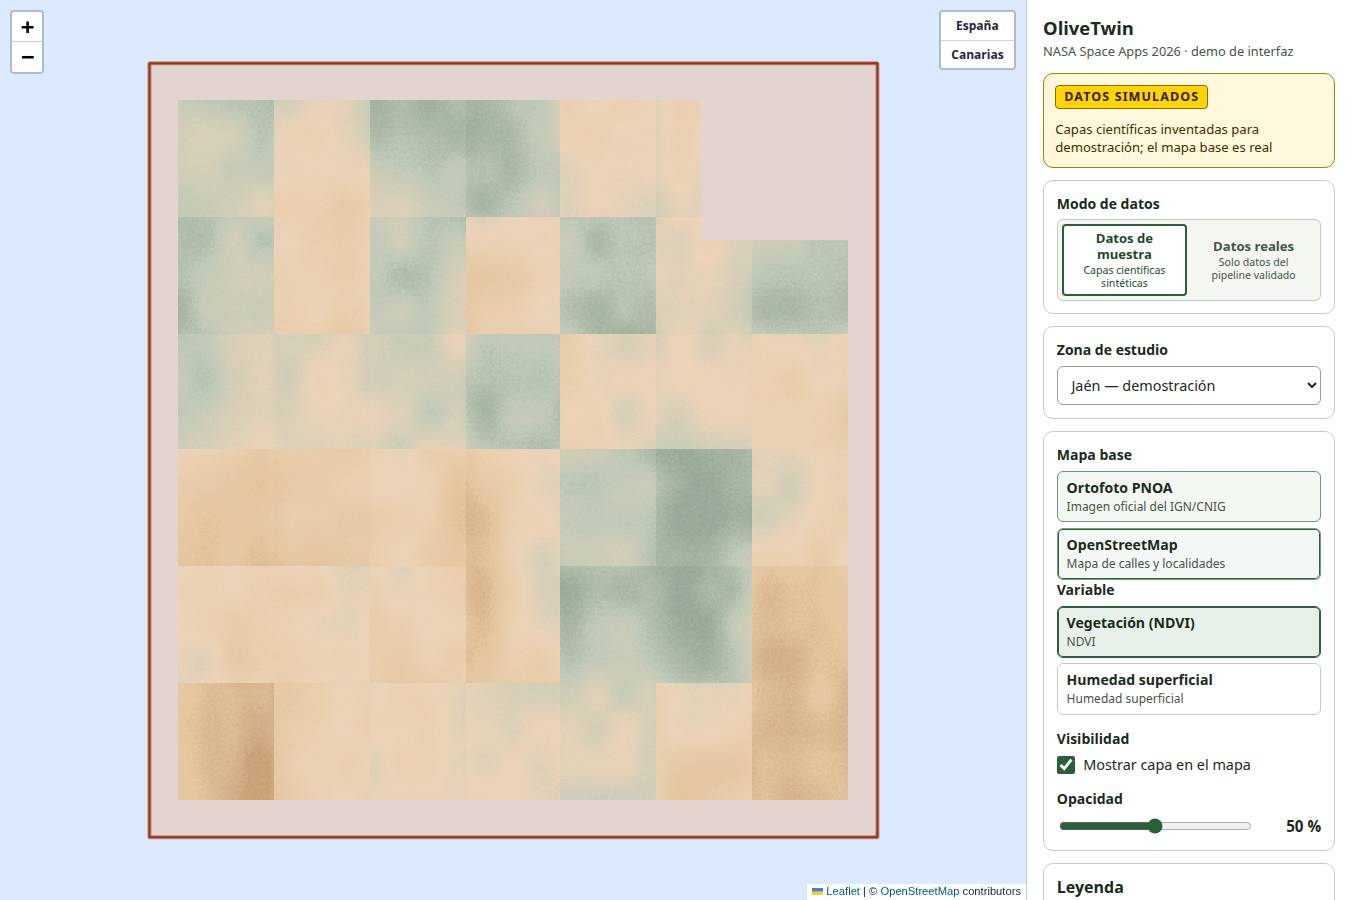 +
−
España
Canarias
Leaflet | © OpenStreetMap contributors
OliveTwin
NASA Space Apps 2026 · demo de interfaz
DATOS SIMULADOS
Capas científicas inventadas para
demostración; el mapa base es real
Modo de datos
Datos de
muestra
Capas científicas
sintéticas
Datos reales
Solo datos del
pipeline validado
Zona de estudio
Jaén — demostración
Mapa base
Ortofoto PNOA
Imagen oficial del IGN/CNIG
OpenStreetMap
Mapa de calles y localidades
Variable
Vegetación (NDVI)
NDVI
Humedad superficial
Humedad superficial
Visibilidad
Mostrar capa en el mapa
Opacidad
50 %
Leyenda